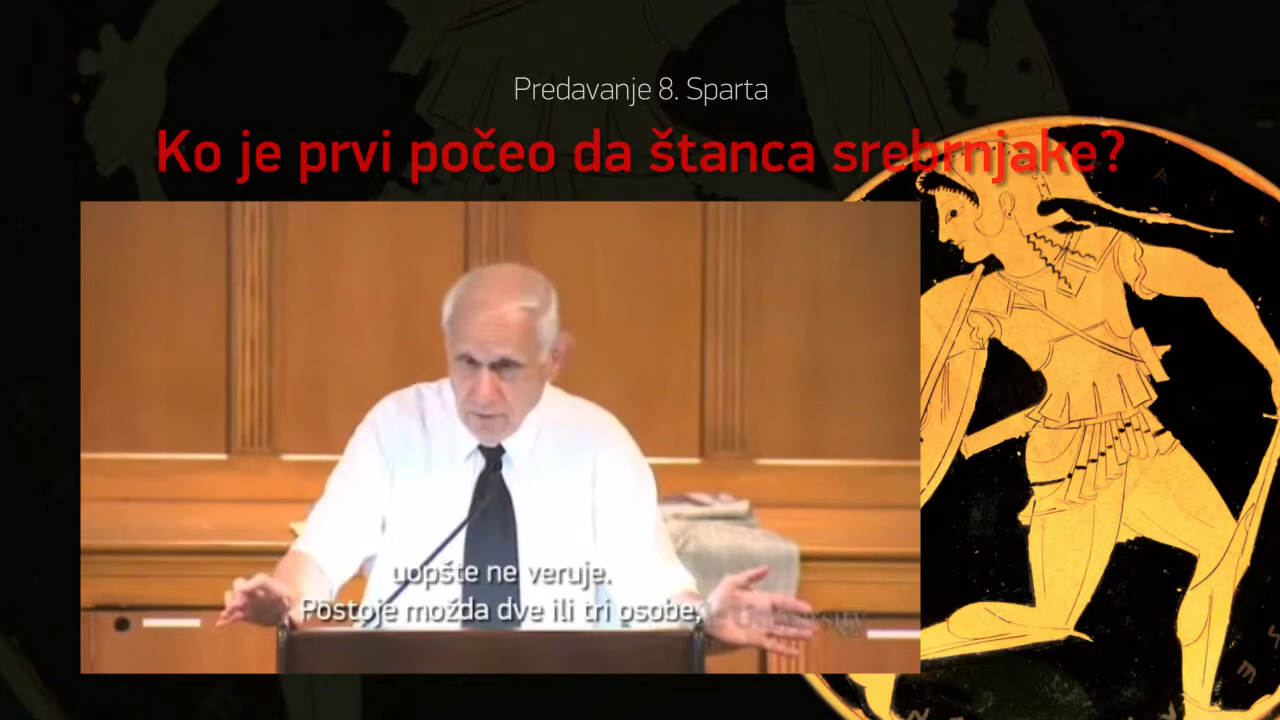 Predavanje 8. Sparta
Ko je prvi počeo da štanca srebrnjake?
uopšte ne veruje.
Postoje možda dve ili tri osobe,